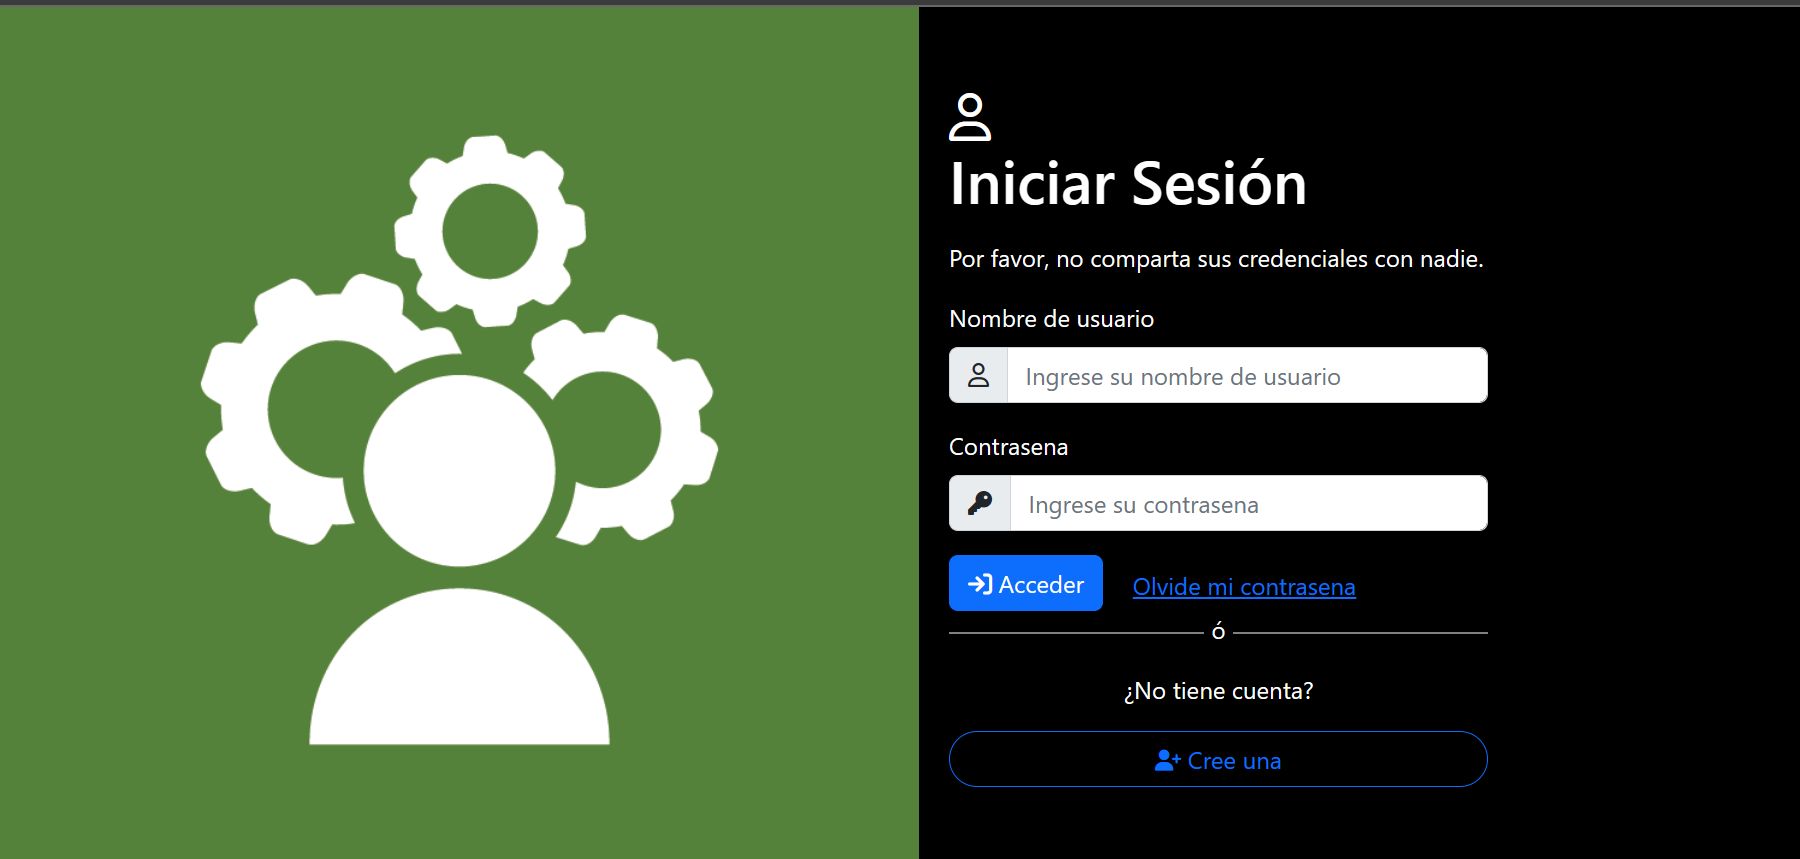 Iniciar Sesión
Por favor, no comparta sus credenciales con nadie.
Nombre de usuario
Ingrese su nombre de usuario
Contrasena
Ingrese su contrasena
Acceder Olvide mi contrasena
ó
¿No tiene cuenta?
Cree una